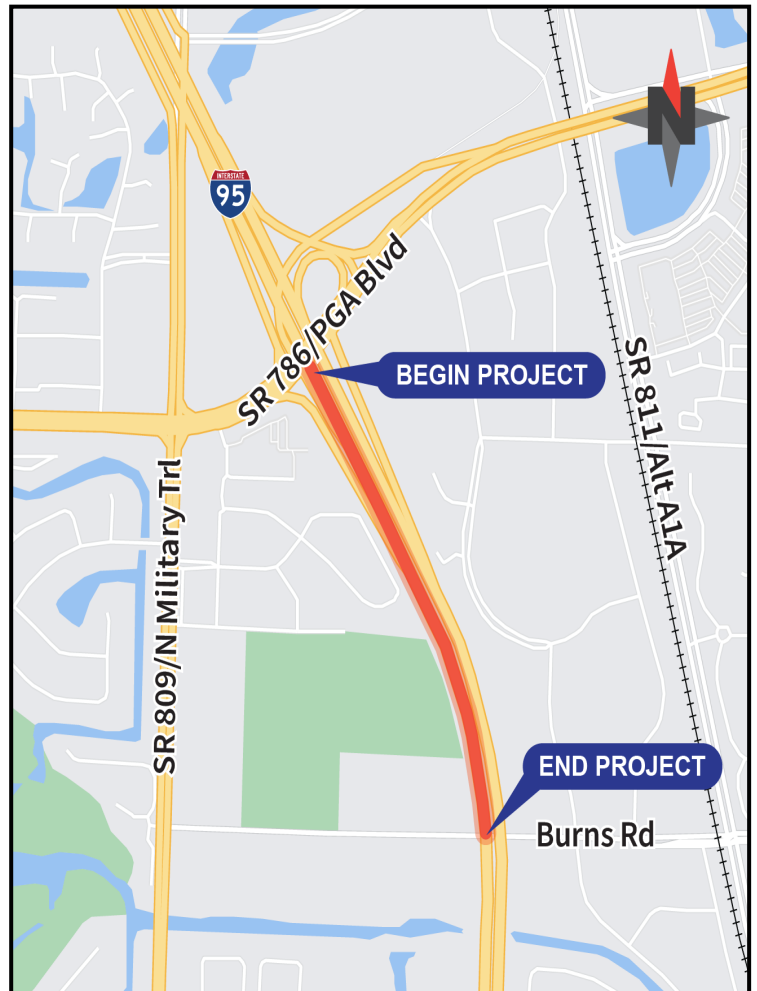 N
INTERSTATE
95
SR 786/PGA Blvd
BEGIN PROJECT
SR 811/Alt A1A
SR 809/N Military Trl
END PROJECT
Burns Rd